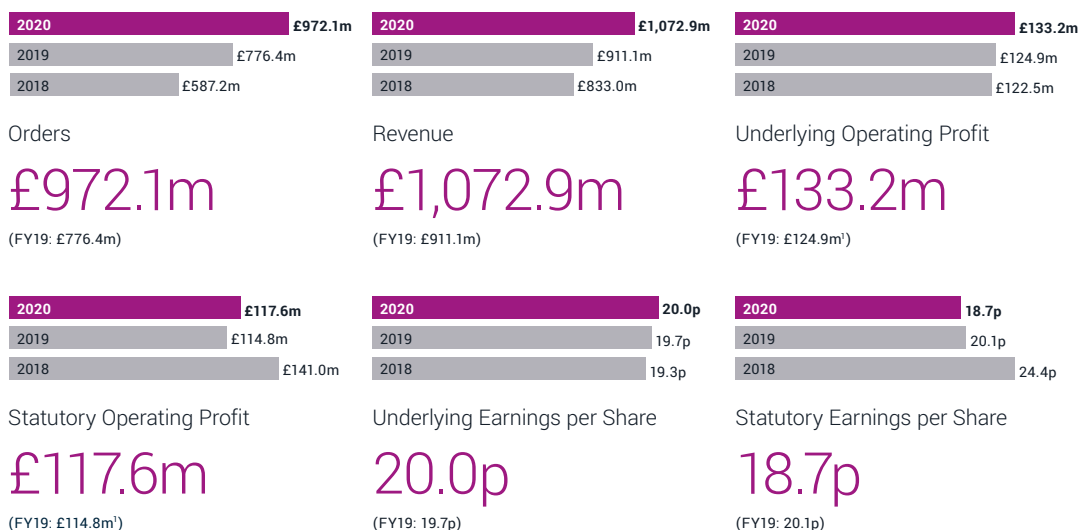 2020 £972.1m
2019 £776.4m
2018 £587.2m
Orders
£972.1m
(FY19: £776.4m)
2020 £1,072.9m
2019 £911.1m
2018 £833.0m
Revenue
£1,072.9m
(FY19: £911.1m)
2020 £133.2m
2019 £124.9m
2018 £122.5m
Underlying Operating Profit
£133.2m
(FY19: £124.9m¹)
2020 £117.6m
2019 £114.8m
2018 £141.0m
Statutory Operating Profit
£117.6m
(FY19: £114.8m¹)
2020 20.0p
2019 19.7p
2018 19.3p
Underlying Earnings per Share
20.0p
(FY19: 19.7p)
2020 18.7p
2019 20.1p
2018 24.4p
Statutory Earnings per Share
18.7p
(FY19: 20.1p)